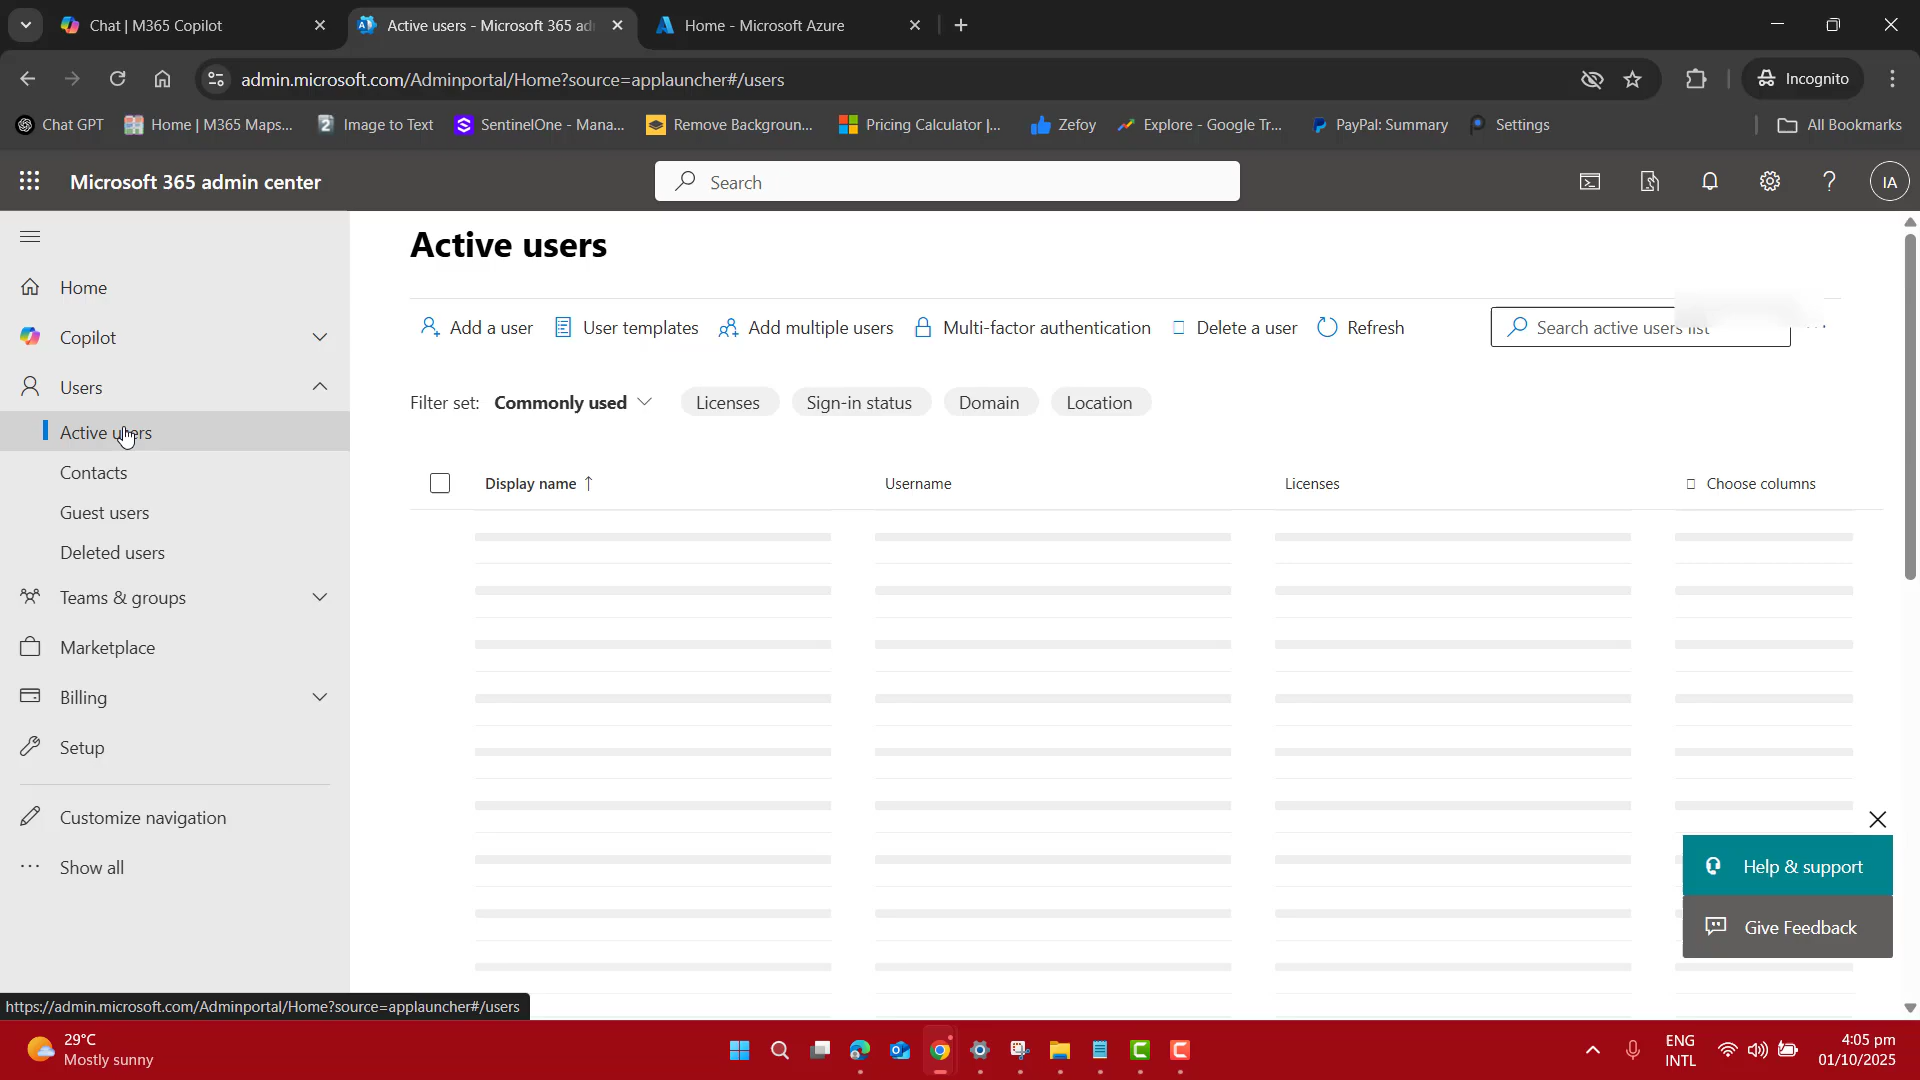 Chat | M365 Copilot
Active users - Microsoft 365 ad
Home - Microsoft Azure
admin.microsoft.com/Adminportal/Home?source=applauncher#/users
Incognito
Chat GPT
Home | M365 Maps...
Image to Text
SentinelOne - Mana...
Remove Backgroun...
Pricing Calculator |...
Zefoy
Explore - Google Tr...
PayPal: Summary
Settings
All Bookmarks
Microsoft 365 admin center
Search
IA
Home
Copilot
Users
Active users
Contacts
Guest users
Deleted users
Teams & groups
Marketplace
Billing
Setup
Customize navigation
Show all
Active users
Add a user
User templates
Add multiple users
Multi-factor authentication
Delete a user
Refresh
Search active users list
Filter set: Commonly used
Licenses
Sign-in status
Domain
Location
Display name ↑
Username
Licenses
Choose columns
Help & support
Give Feedback
https://admin.microsoft.com/Adminportal/Home?source=applauncher#/users
29°C
Mostly sunny
ENG
INTL
4:05 pm
01/10/2025